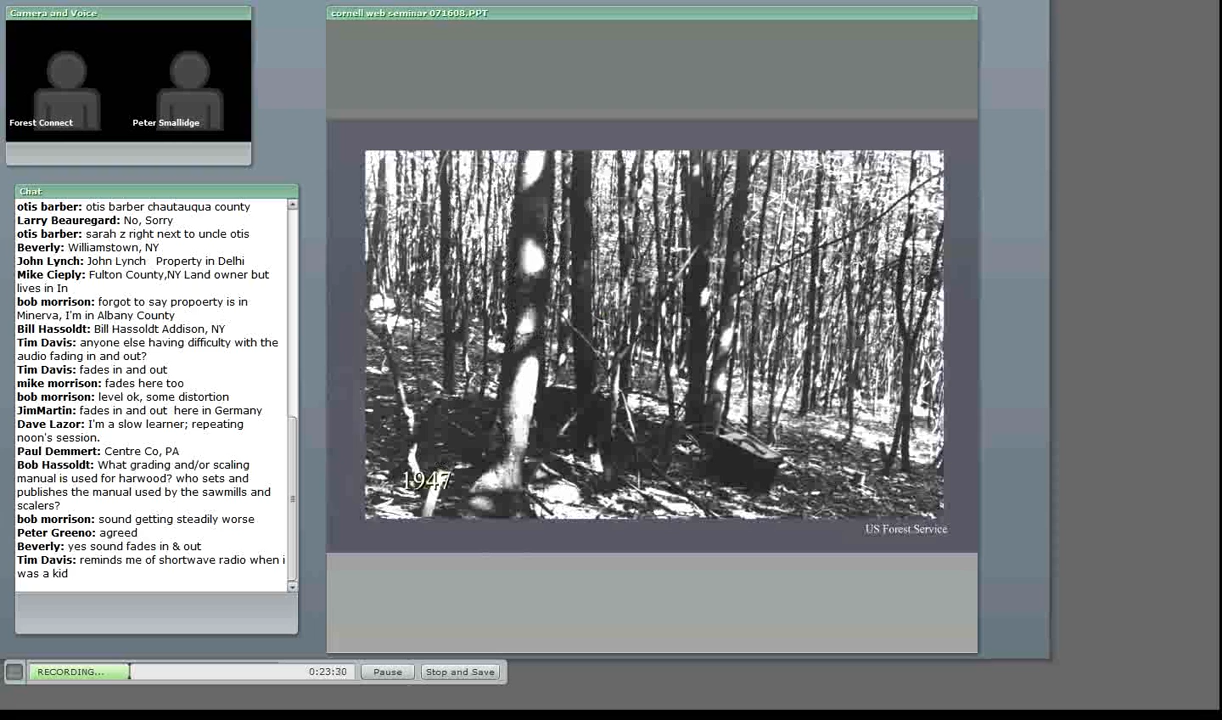 Camera and Voice
Forest Connect
Peter Smallidge
Chat
otis barber: otis barber chautauqua county
Larry Beauregard: No, Sorry
otis barber: sarah z right next to uncle otis
Beverly: Williamstown, NY
John Lynch: John Lynch Property in Delhi
Mike Cieply: Fulton County,NY Land owner but
lives in In
bob morrison: forgot to say propoerty is in
Minerva, I'm in Albany County
Bill Hassoldt: Bill Hassoldt Addison, NY
Tim Davis: anyone else having difficulty with the
audio fading in and out?
Tim Davis: fades in and out
mike morrison: fades here too
bob morrison: level ok, some distortion
JimMartin: fades in and out here in Germany
Dave Lazor: I'm a slow learner; repeating
noon's session.
Paul Demmert: Centre Co, PA
Bob Hassoldt: What grading and/or scaling
manual is used for harwood? who sets and
publishes the manual used by the sawmills and
scalers?
bob morrison: sound getting steadily worse
Peter Greeno: agreed
Beverly: yes sound fades in & out
Tim Davis: reminds me of shortwave radio when i
was a kid
RECORDING...
0:23:30
Pause
Stop and Save
cornell web seminar 071608.PPT
1947
US Forest Service